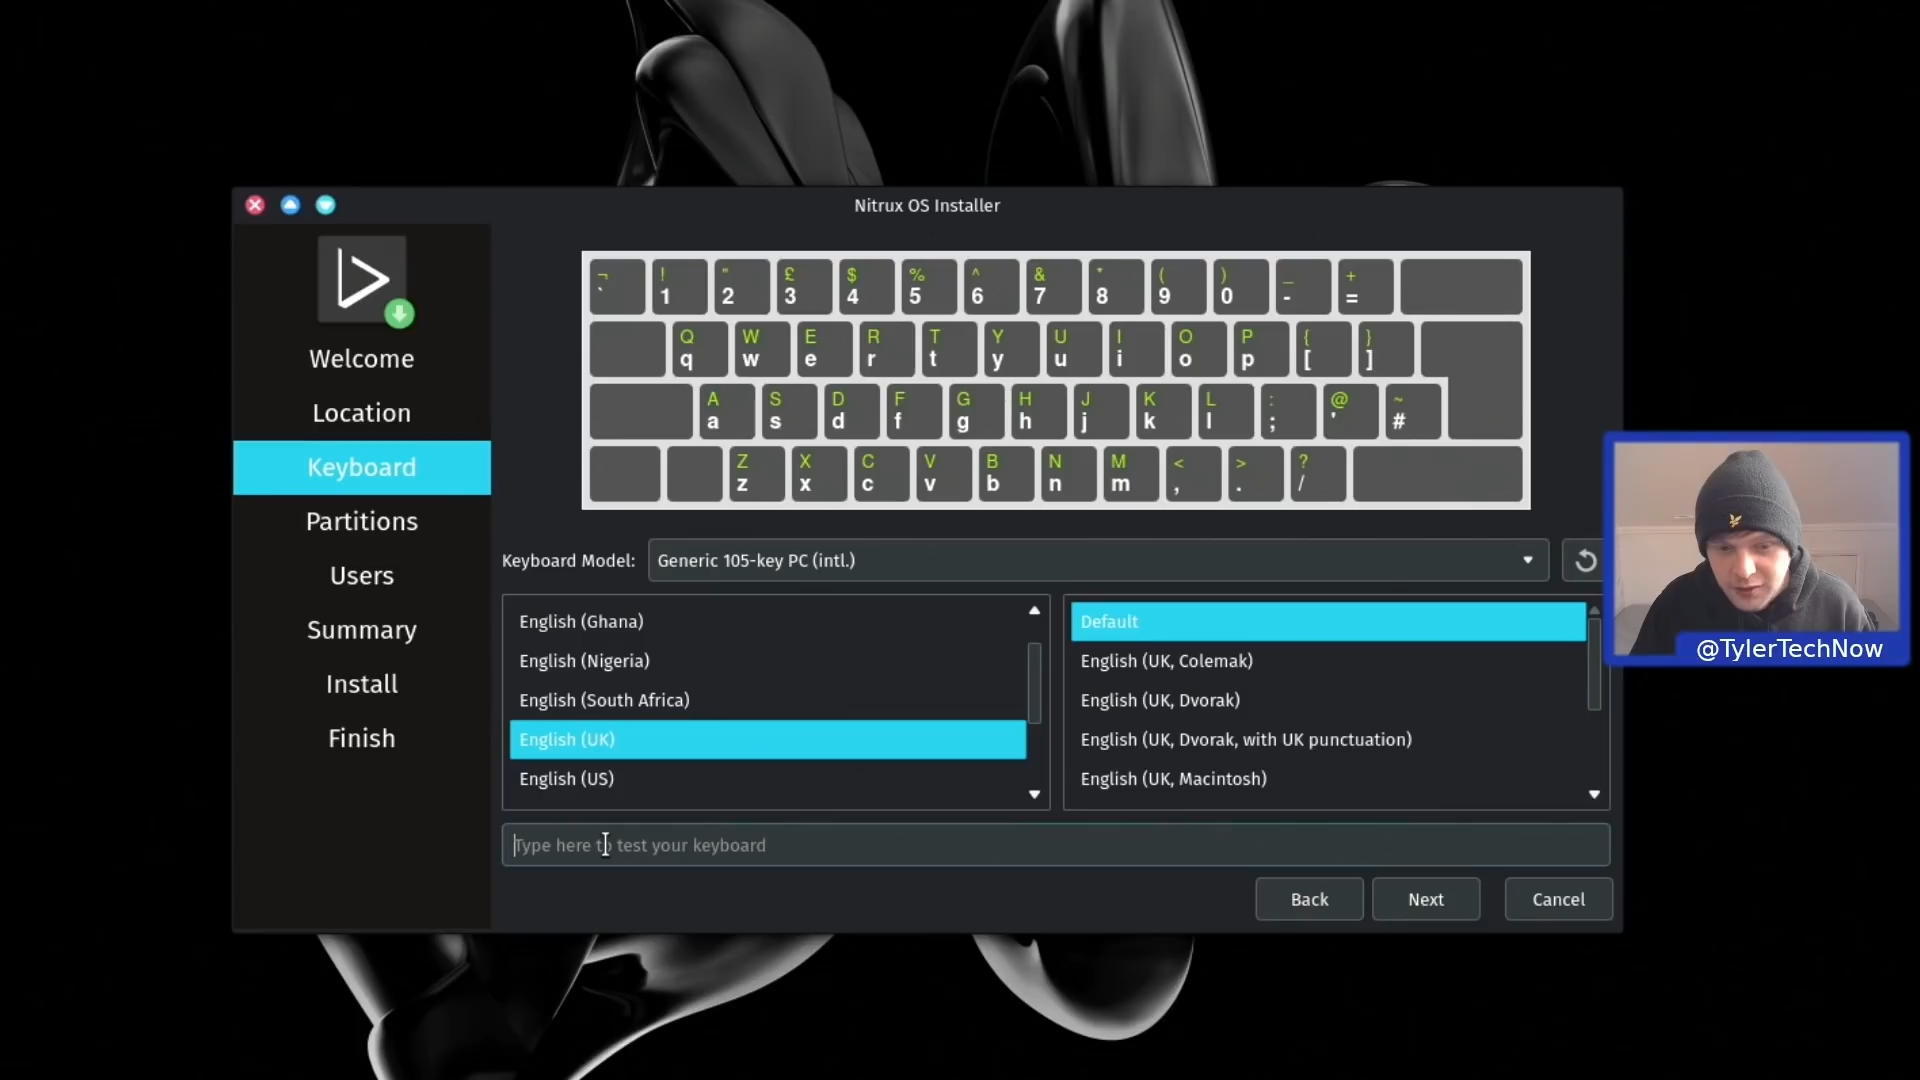 Nitrux OS Installer
Welcome
Location
Keyboard
Partitions
Users
Summary
Install
Finish
¬ ! " £ $ % ^ & * ( ) _ +
` 1 2 3 4 5 6 7 8 9 0 - =
Q W E R T Y U I O P { }
q w e r t y u i o p [ ]
A S D F G H J K L : @ ~
a s d f g h j k l ; ' #
Z X C V B N M < > ?
z x c v b n m , . /
Keyboard Model: Generic 105-key PC (intl.)
English (Ghana)
English (Nigeria)
English (South Africa)
English (UK)
English (US)
Default
English (UK, Colemak)
English (UK, Dvorak)
English (UK, Dvorak, with UK punctuation)
English (UK, Macintosh)
Type here to test your keyboard
Back Next Cancel
@TylerTechNow